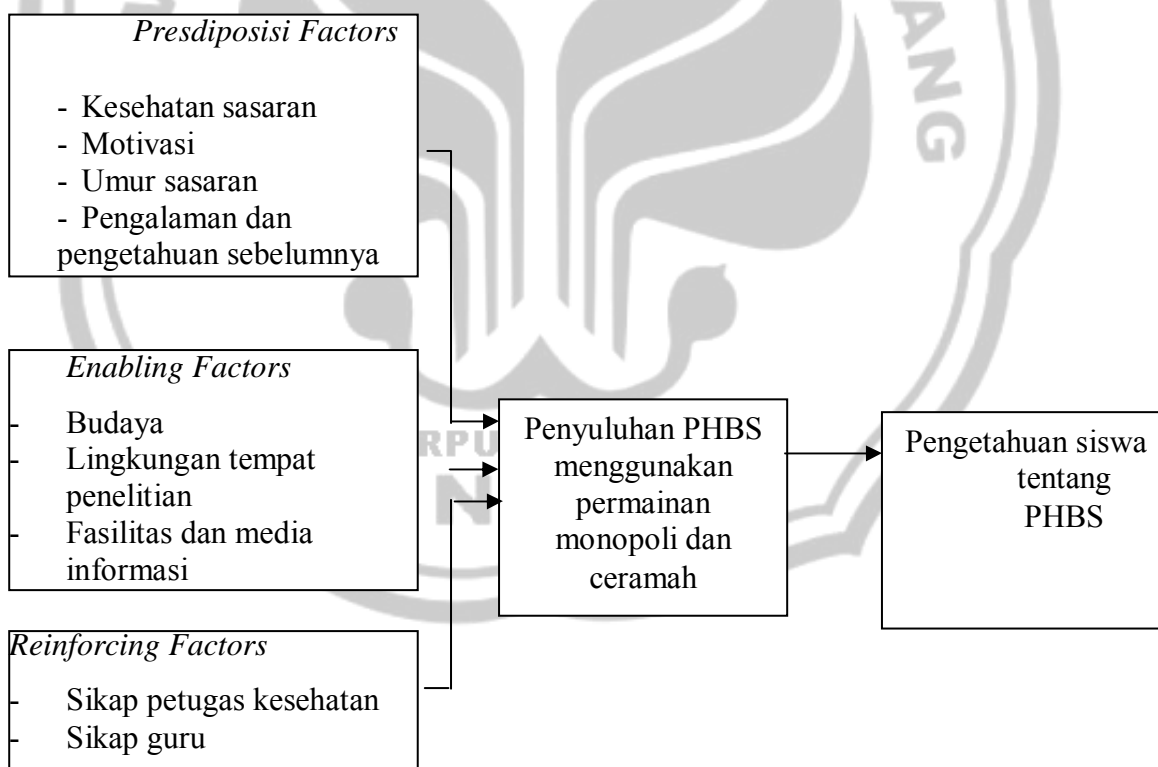 Presdiposisi Factors
- Kesehatan sasaran
- Motivasi
- Umur sasaran
- Pengalaman dan
pengetahuan sebelumnya
Enabling Factors
- Budaya
- Lingkungan tempat
penelitian
- Fasilitas dan media
informasi
Reinforcing Factors
- Sikap petugas kesehatan
- Sikap guru
Penyuluhan PHBS
menggunakan
permainan
monopoli dan
ceramah
Pengetahuan siswa
tentang
PHBS
ANG
RPU
N